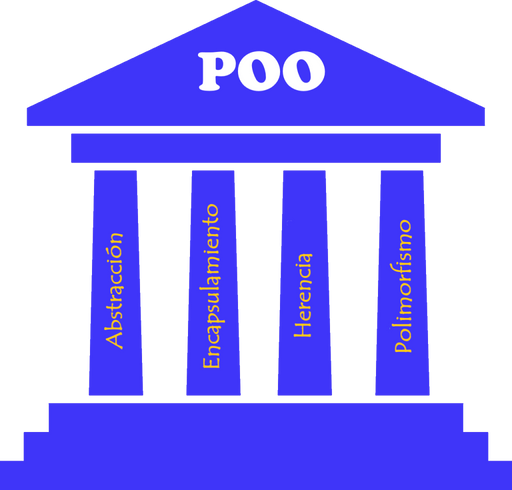 POO
Abstracción
Encapsulamiento
Herencia
Polimorfismo